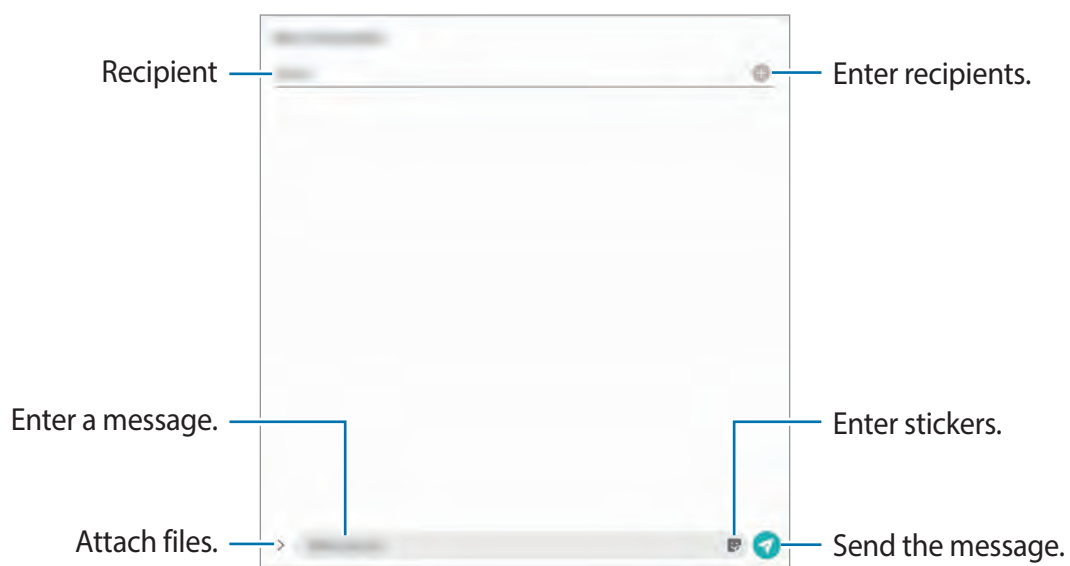 Recipient
Enter recipients.
Enter a message.
Enter stickers.
Attach files.
Send the message.